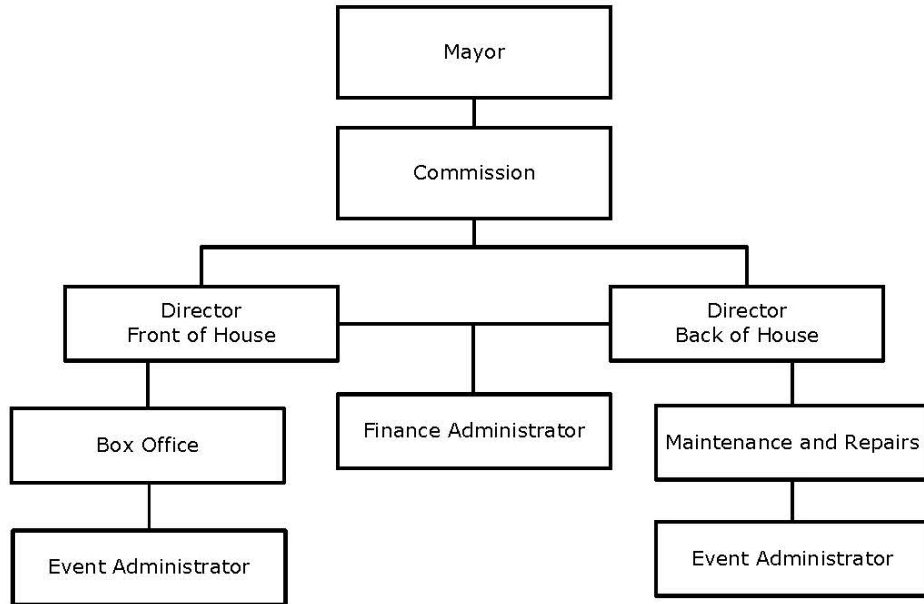 Mayor
Commission
Director
Front of House
Director
Back of House
Finance Administrator
Box Office
Maintenance and Repairs
Event Administrator
Event Administrator